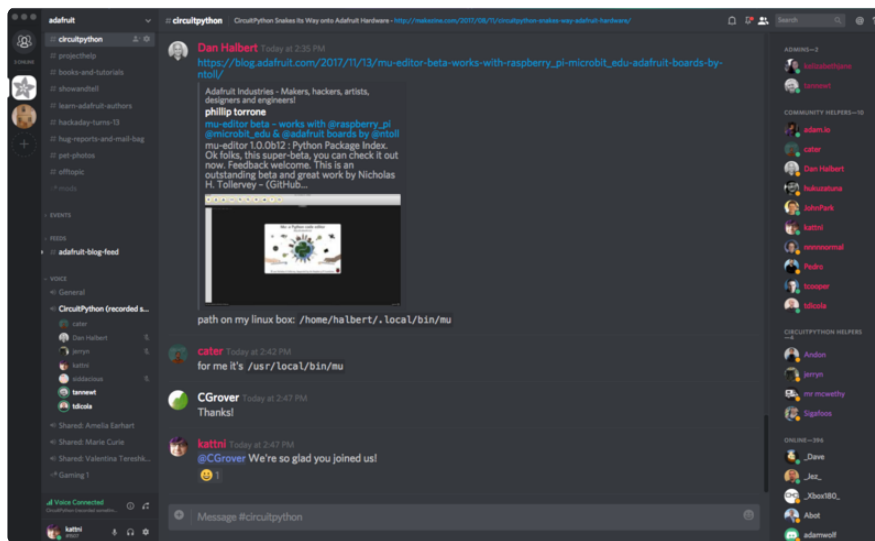 adafruit
#circuitpython
CircuitPython Snakes its Way onto Adafruit Hardware - http://makezine.com/2017/08/11/circuitpython-snakes-way-adafruit-hardware/
Search
# circuitpython
# projecthelp
# books-and-tutorials
# showandtell
# learn-adafruit-authors
# hackaday-turns-13
# hug-reports-and-mail-bag
# pet-photos
# offtopic
mods
EVENTS
FEEDS
# adafruit-blog-feed
VOICE
General
CircuitPython (recorded s...
cater
Dan Halbert
jerryn
kattni
siddacious
tannewt
tdicola
Shared: Amelia Earhart
Shared: Marie Curie
Shared: Valentina Tereshk...
Gaming 1
Voice Connected
kattni
Dan Halbert Today at 2:35 PM
https://blog.adafruit.com/2017/11/13/mu-editor-beta-works-with-raspberry_pi-microbit_edu-adafruit-boards-by-
ntoll/
Adafruit Industries - Makers, hackers, artists,
designers and engineers!
phillip torrone
mu-editor beta – works with @raspberry_pi
@microbit_edu & @adafruit boards by @ntoll
mu-editor 1.0.0b12 : Python Package Index.
Ok folks, this super-beta, you can check it out
now. Feedback welcome. This is an
outstanding beta and great work by Nicholas
H. Tollervey – (GitHub...
path on my linux box: /home/halbert/.local/bin/mu
cater Today at 2:42 PM
for me it's /usr/local/bin/mu
CGrover Today at 2:47 PM
Thanks!
kattni Today at 2:47 PM
@CGrover We're so glad you joined us!
1
Message #circuitpython
ADMINS—2
tannewt
COMMUNITY HELPERS—10
adam.io
cater
Dan Halbert
hukuzatuna
JohnPark
kattni
Pedro
tcooper
tdicola
CIRCUITPYTHON HELPERS
—4
Andon
jerryn
mr mcwethy
Sigafoos
ONLINE—396
_Dave
_Jez_
_Xbox180_
Abot
adamwolf